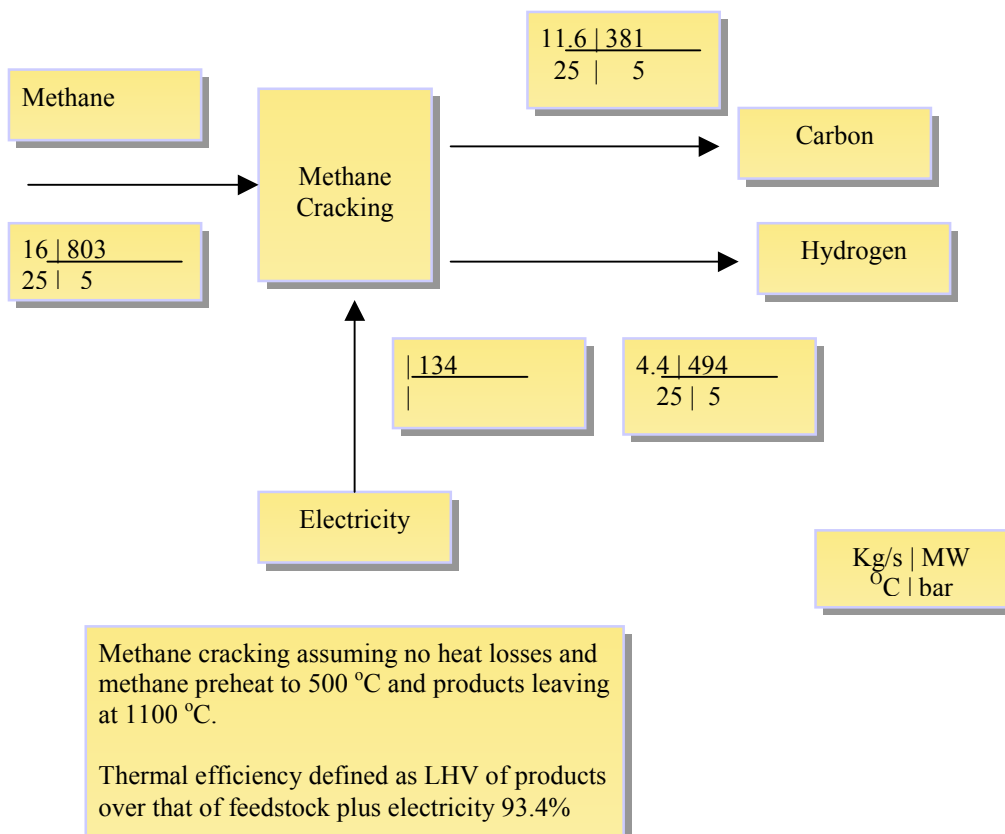 11.6 | 381
25 | 5
Methane
Carbon
Methane
Cracking
16 | 803
25 | 5
Hydrogen
| 134
|
4.4 | 494
25 | 5
Electricity
Kg/s | MW
OC | bar
Methane cracking assuming no heat losses and
methane preheat to 500 oC and products leaving
at 1100 oC.
Thermal efficiency defined as LHV of products
over that of feedstock plus electricity 93.4%